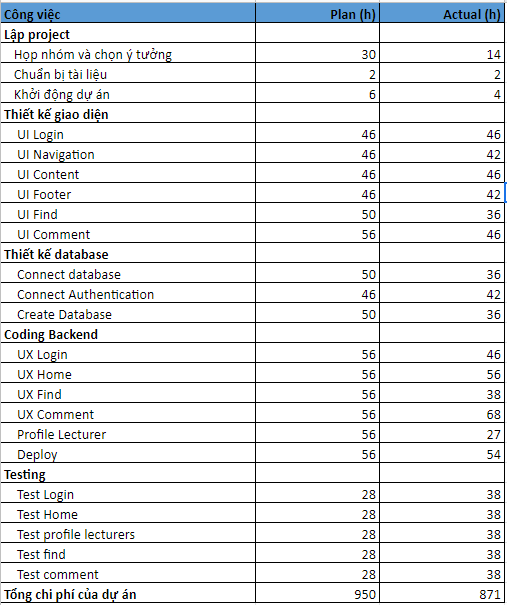 Công việc Plan (h) Actual (h)
Lập project
Họp nhóm và chọn ý tưởng 30 14
Chuẩn bị tài liệu 2 2
Khởi động dự án 6 4
Thiết kế giao diện
UI Login 46 46
UI Navigation 46 42
UI Content 46 46
UI Footer 46 42
UI Find 50 36
UI Comment 56 46
Thiết kế database
Connect database 50 36
Connect Authentication 46 42
Create Database 50 36
Coding Backend
UX Login 56 46
UX Home 56 56
UX Find 56 38
UX Comment 56 68
Profile Lecturer 56 27
Deploy 56 54
Testing
Test Login 28 38
Test Home 28 38
Test profile lecturers 28 38
Test find 28 38
Test comment 28 38
Tổng chi phí của dự án 950 871